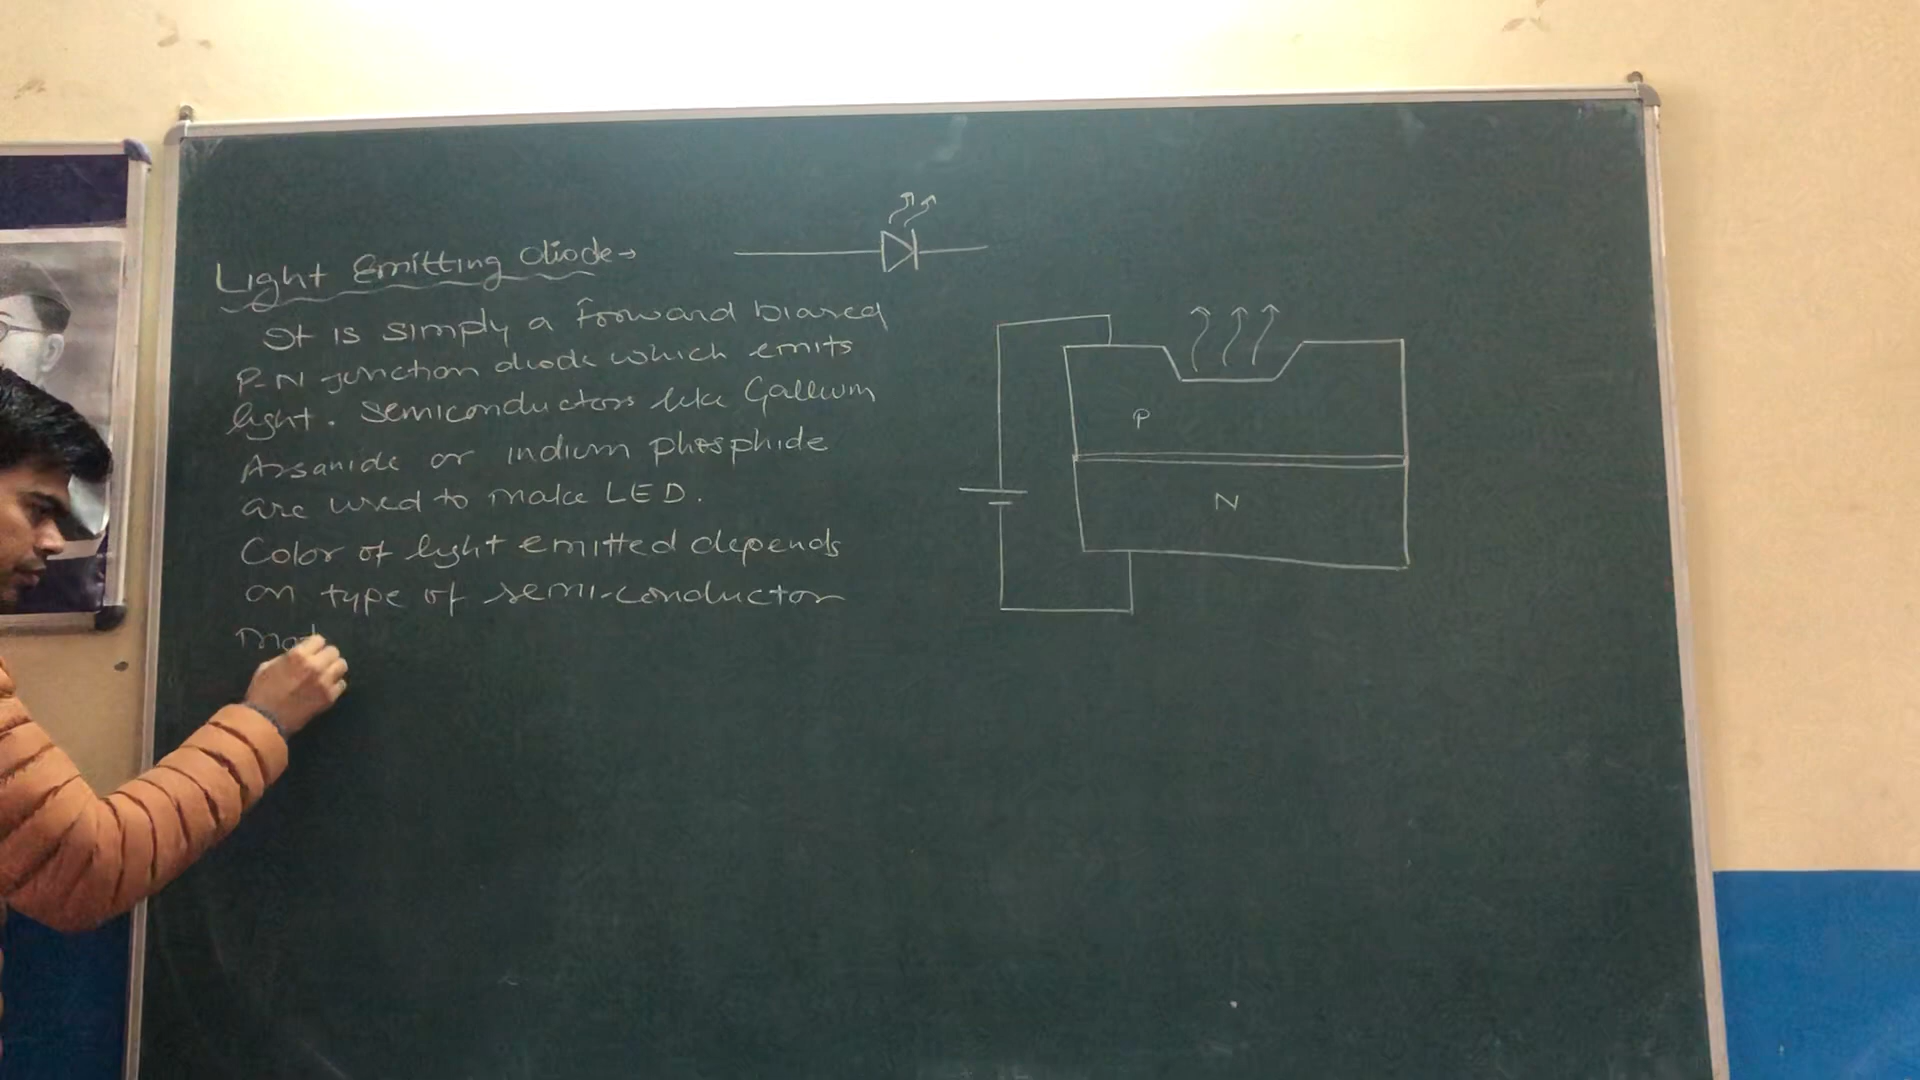 Light Emitting diode→
It is simply a forward biased
P-N junction diode which emits
light. Semiconductors like Gallium
Arsanide or indium phosphide
are used to make LED.
Color of light emitted depends
on type of semi-conductor
P
N